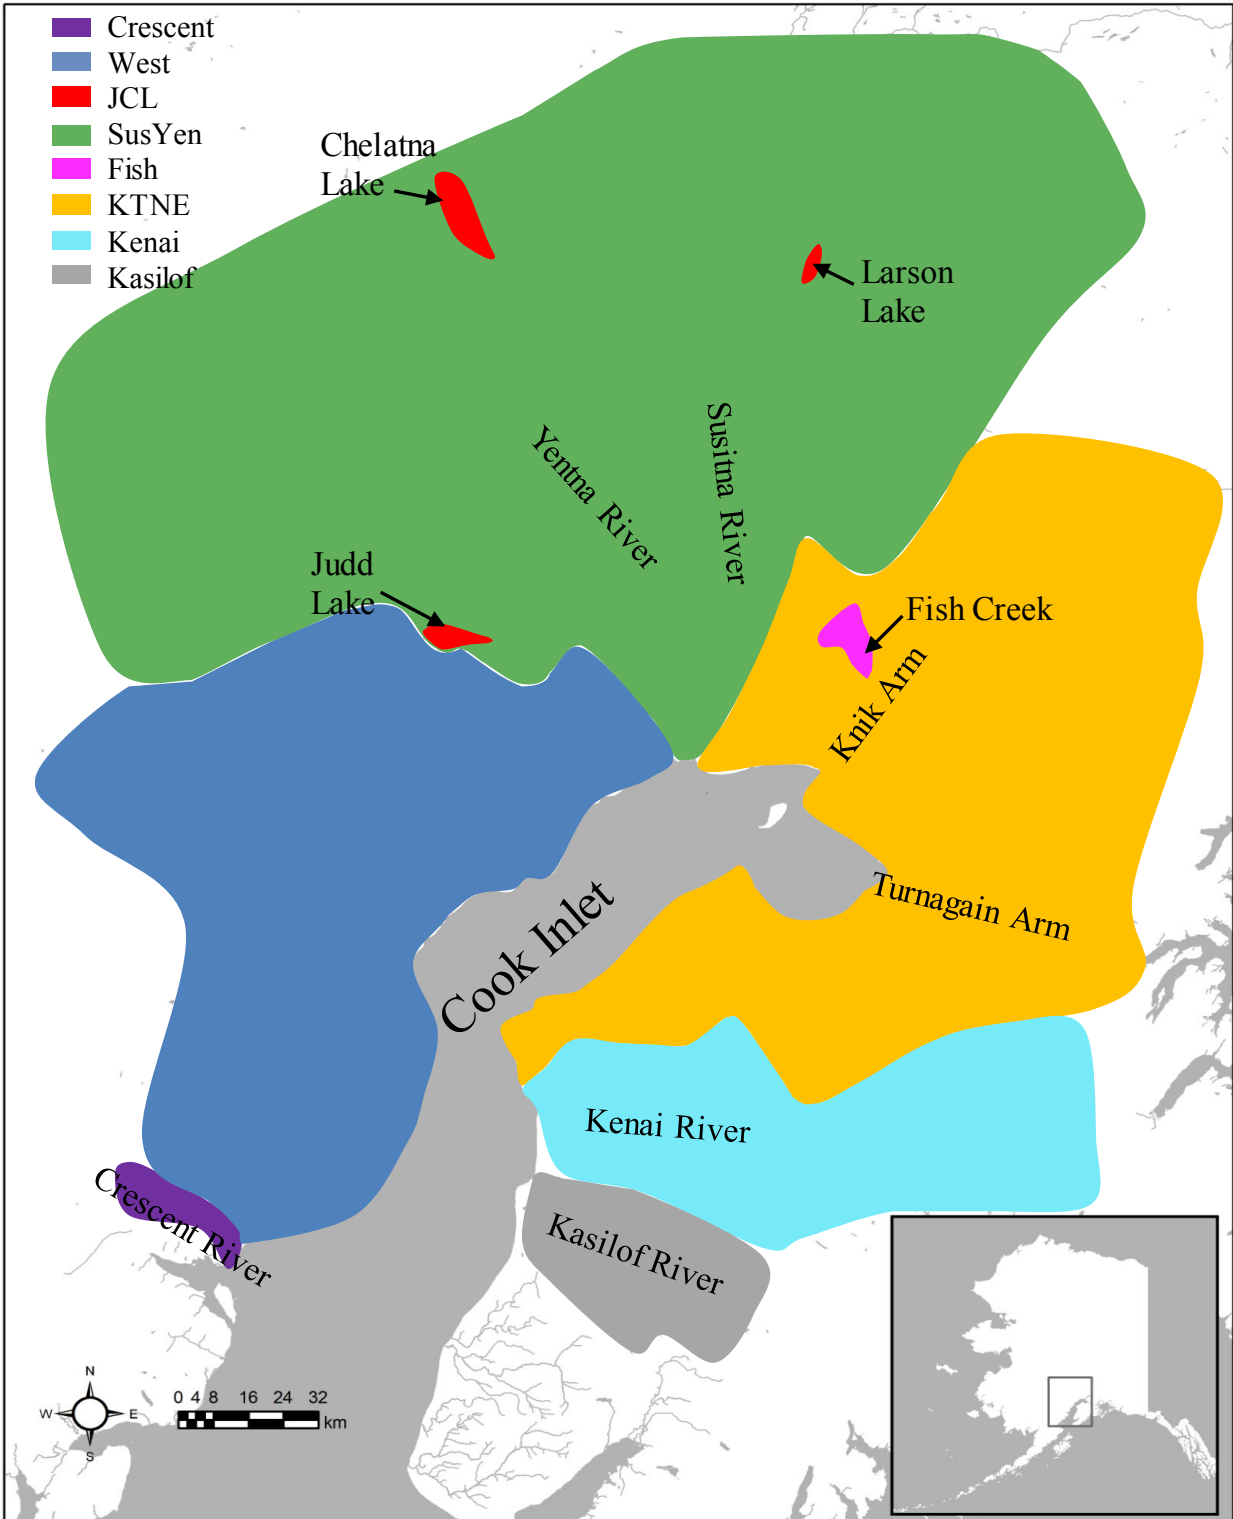 Crescent
West
JCL
SusYen
Fish
KTNE
Kenai
Kasilof
Chelatna
Lake
Larson
Lake
Yentna River
Susitna River
Judd
Lake
Fish Creek
Knik Arm
Turnagain Arm
Cook Inlet
Kenai River
Crescent River
Kasilof River
N
W E
S
0 4 8 16 24 32
km